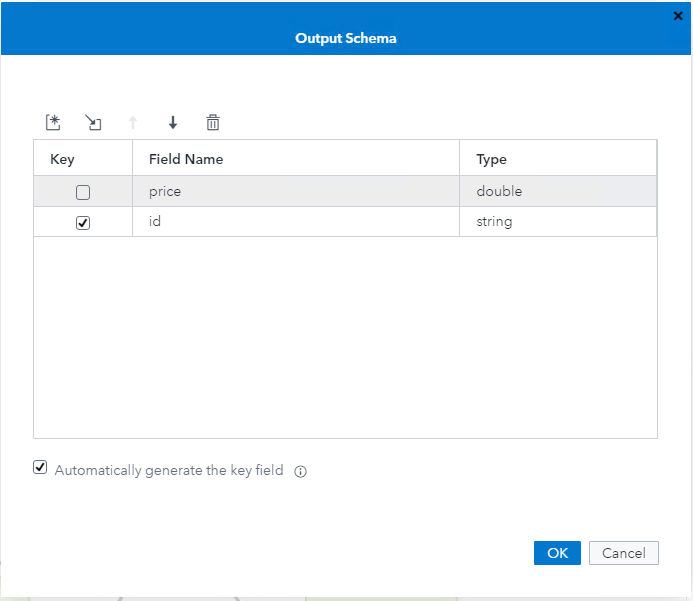 Output Schema
Key Field Name Type
price double
id string
Automatically generate the key field
OK Cancel